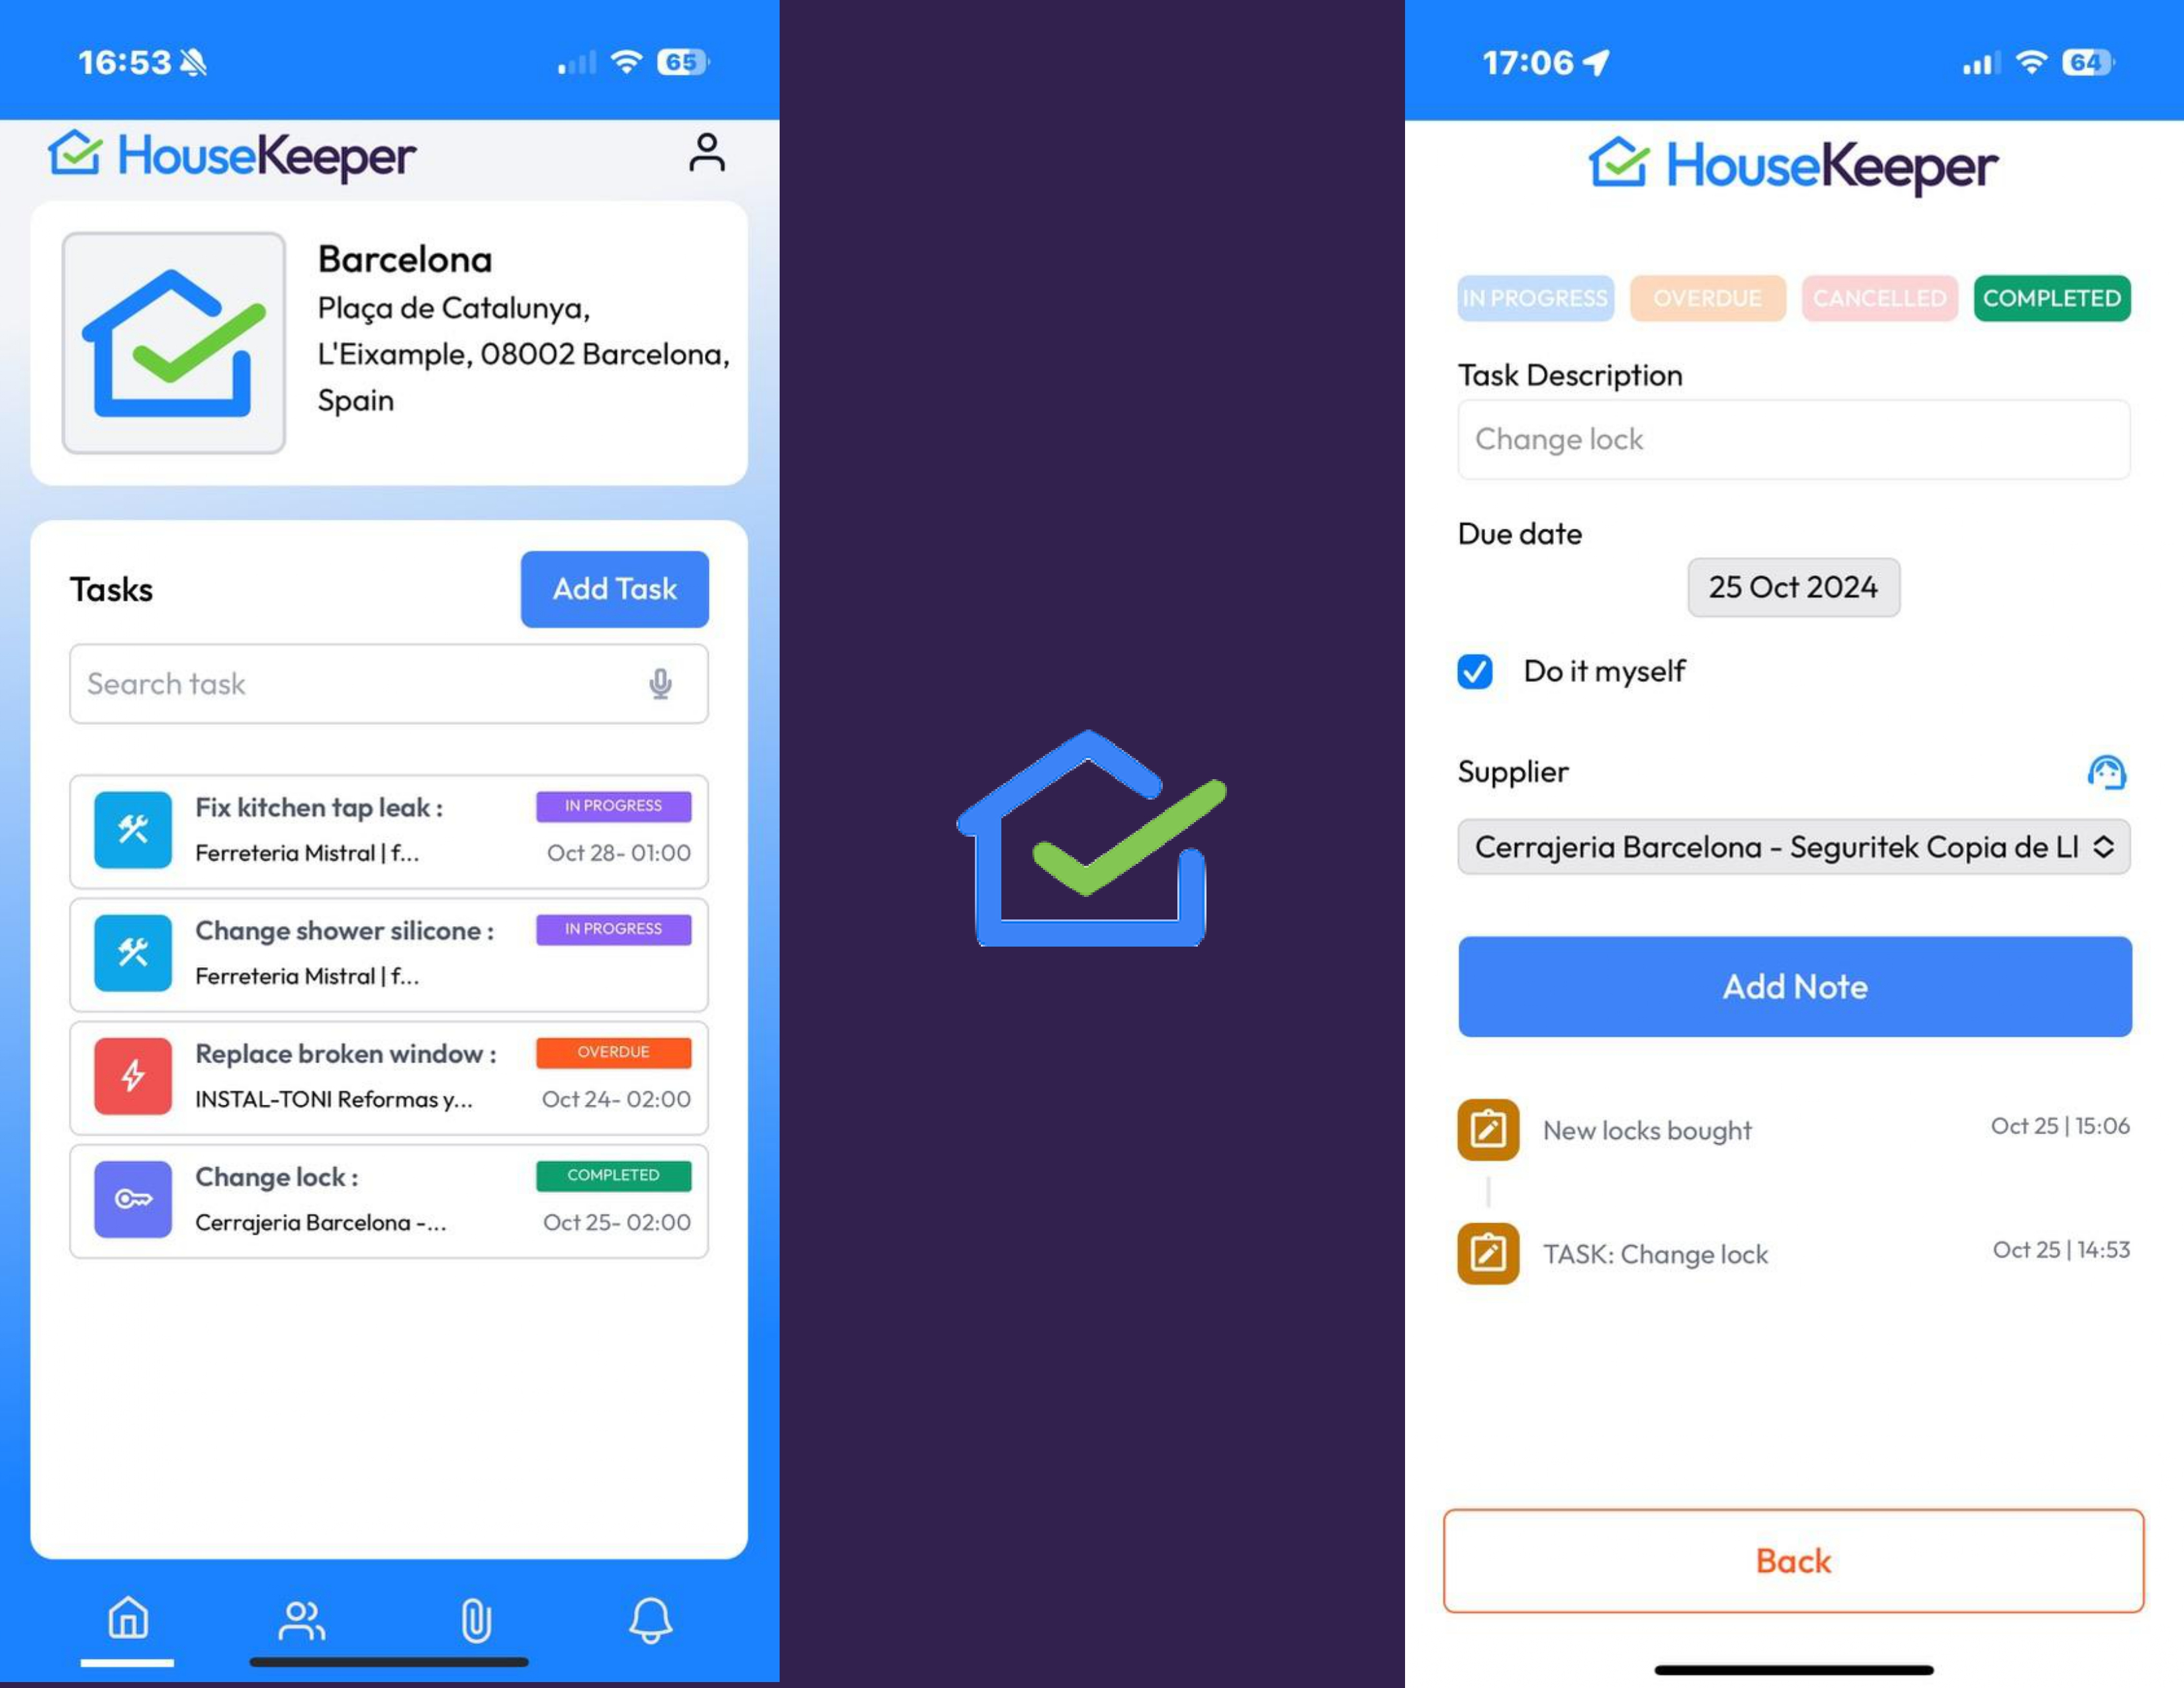 16:53
65
HouseKeeper
Barcelona
Plaça de Catalunya,
L'Eixample, 08002 Barcelona,
Spain
Tasks
Add Task
Search task
Fix kitchen tap leak :
IN PROGRESS
Ferreteria Mistral | f...
Oct 28- 01:00
Change shower silicone :
IN PROGRESS
Ferreteria Mistral | f...
Replace broken window :
OVERDUE
INSTAL-TONI Reformas y...
Oct 24- 02:00
Change lock :
COMPLETED
Cerrajeria Barcelona -...
Oct 25- 02:00
17:06
64
HouseKeeper
IN PROGRESS
OVERDUE
CANCELLED
COMPLETED
Task Description
Change lock
Due date
25 Oct 2024
Do it myself
Supplier
Cerrajeria Barcelona - Seguritek Copia de Ll
Add Note
New locks bought
Oct 25 | 15:06
TASK: Change lock
Oct 25 | 14:53
Back